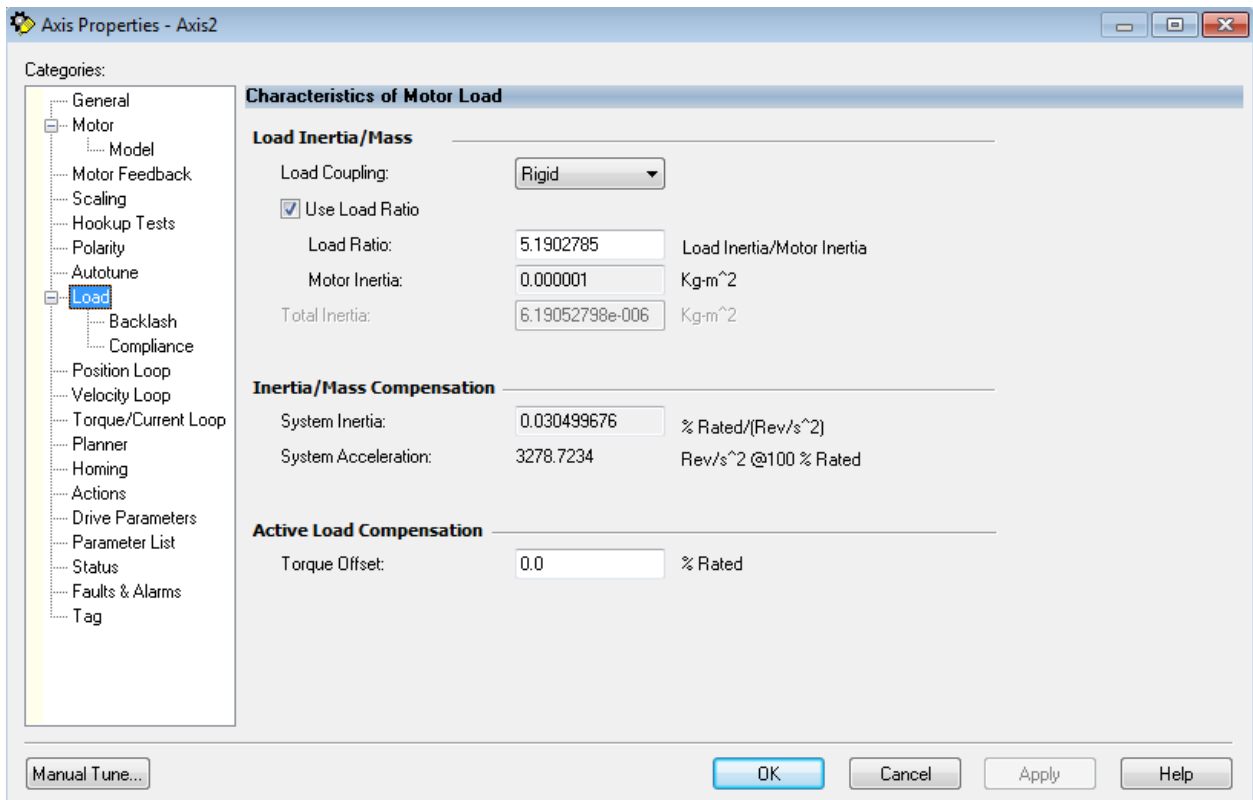 Axis Properties - Axis2
Categories:
General
Motor
Model
Motor Feedback
Scaling
Hookup Tests
Polarity
Autotune
Load
Backlash
Compliance
Position Loop
Velocity Loop
Torque/Current Loop
Planner
Homing
Actions
Drive Parameters
Parameter List
Status
Faults & Alarms
Tag
Characteristics of Motor Load
Load Inertia/Mass
Load Coupling: Rigid
Use Load Ratio
Load Ratio: 5.1902785 Load Inertia/Motor Inertia
Motor Inertia: 0.000001 Kg-m^2
Total Inertia: 6.19052798e-006 Kg-m^2
Inertia/Mass Compensation
System Inertia: 0.030499676 % Rated/(Rev/s^2)
System Acceleration: 3278.7234 Rev/s^2 @100 % Rated
Active Load Compensation
Torque Offset: 0.0 % Rated
Manual Tune... OK Cancel Apply Help